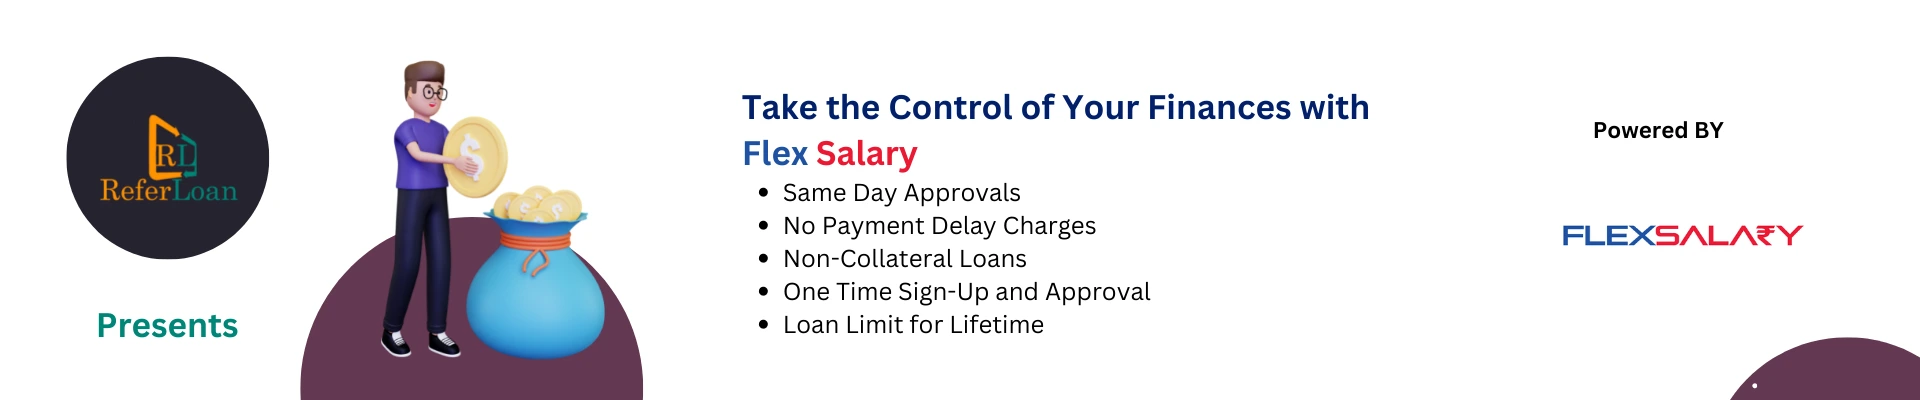 RL
ReferLoan
Presents
Take the Control of Your Finances with
Flex Salary
• Same Day Approvals
• No Payment Delay Charges
• Non-Collateral Loans
• One Time Sign-Up and Approval
• Loan Limit for Lifetime
Powered BY
FLEXSALA₹Y